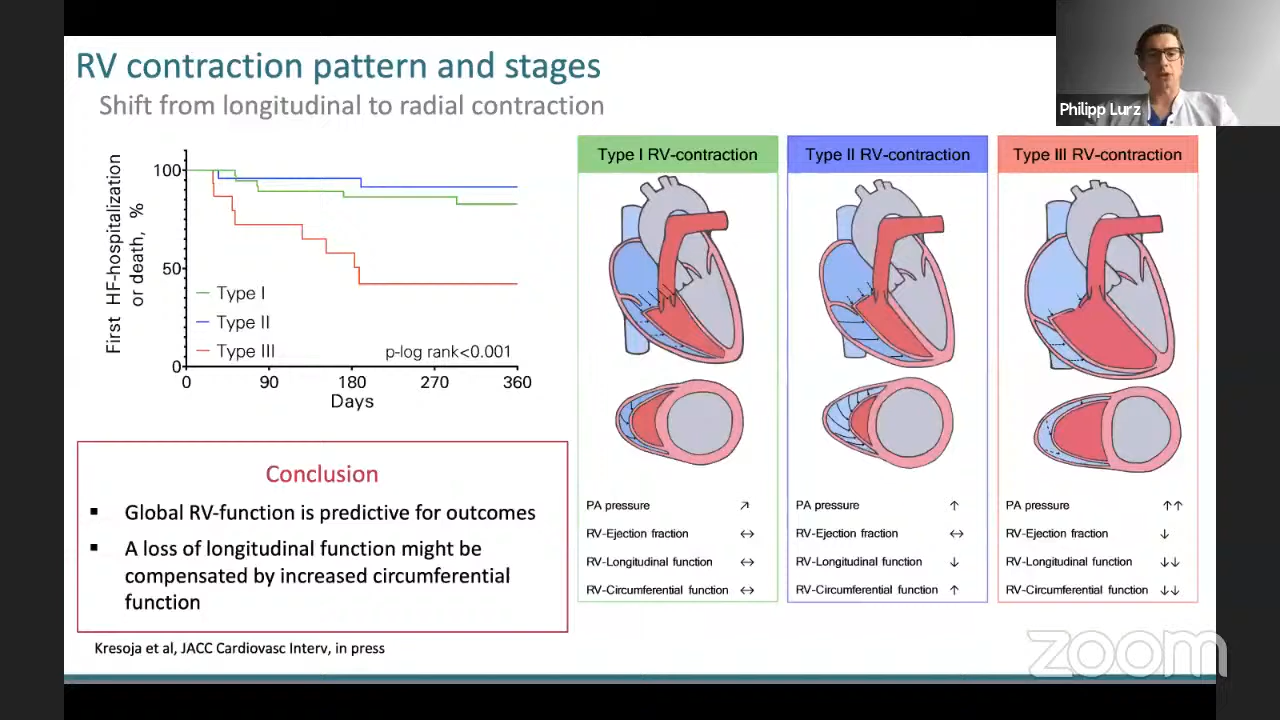 RV contraction pattern and stages
Shift from longitudinal to radial contraction
Philipp Lurz
First HF-hospitalization
or death, %
100
50
0
Type I
Type II
Type III
p-log rank<0.001
0 90 180 270 360
Days
Conclusion
▪ Global RV-function is predictive for outcomes
▪ A loss of longitudinal function might be
compensated by increased circumferential
function
Kresoja et al, JACC Cardiovasc Interv, in press
Type I RV-contraction
PA pressure ↗
RV-Ejection fraction ↔
RV-Longitudinal function ↔
RV-Circumferential function ↔
Type II RV-contraction
PA pressure ↑
RV-Ejection fraction ↔
RV-Longitudinal function ↓
RV-Circumferential function ↑
Type III RV-contraction
PA pressure ↑↑
RV-Ejection fraction ↓
RV-Longitudinal function ↓↓
RV-Circumferential function ↓↓
zoom